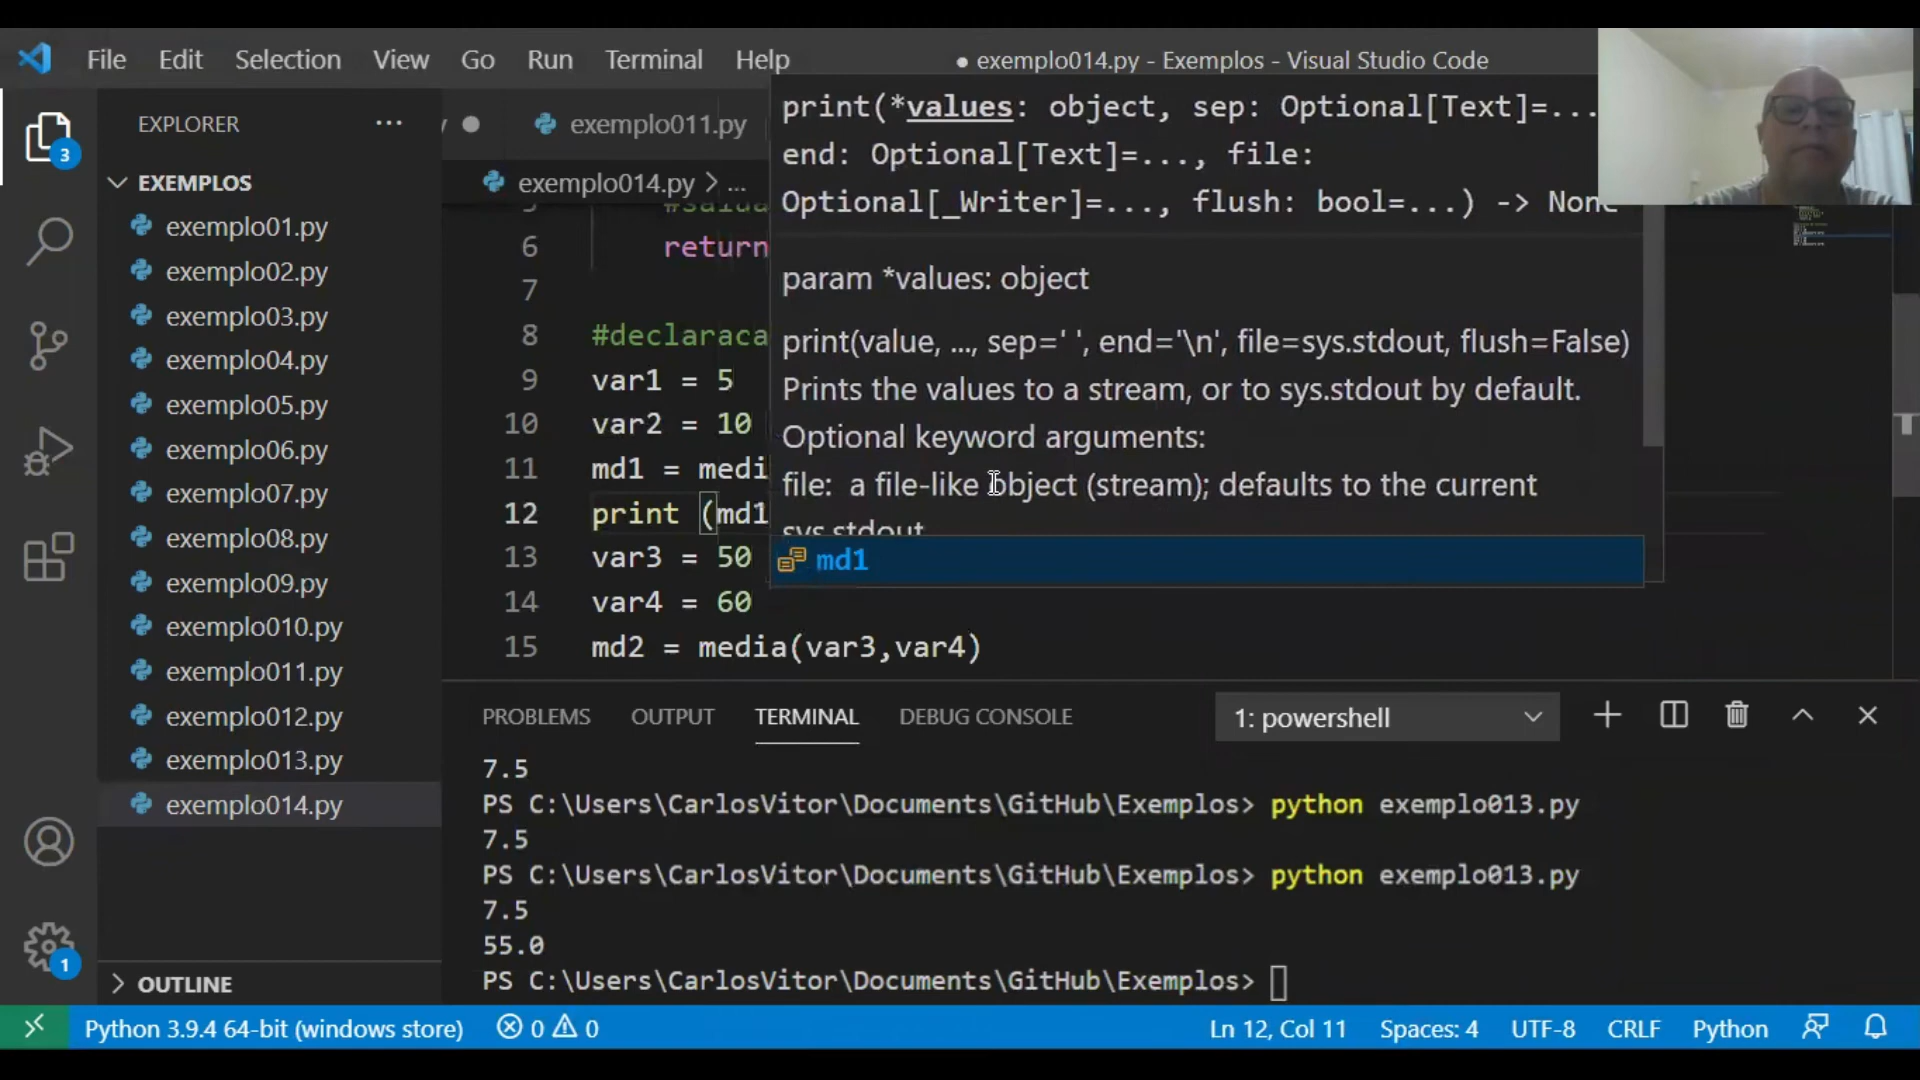 File Edit Selection View Go Run Terminal Help
● exemplo014.py - Exemplos - Visual Studio Code
EXPLORER ...
EXEMPLOS
exemplo01.py
exemplo02.py
exemplo03.py
exemplo04.py
exemplo05.py
exemplo06.py
exemplo07.py
exemplo08.py
exemplo09.py
exemplo010.py
exemplo011.py
exemplo012.py
exemplo013.py
exemplo014.py
OUTLINE
3
1
exemplo011.py
exemplo014.py > ...
6 return
7
8 #declaraca
9 var1 = 5
10 var2 = 10
11 md1 = medi
12 print (md1
13 var3 = 50
14 var4 = 60
15 md2 = media(var3,var4)
print(*values: object, sep: Optional[Text]=...,
end: Optional[Text]=..., file:
Optional[_Writer]=..., flush: bool=...) -> None
param *values: object
print(value, ..., sep=' ', end='\n', file=sys.stdout, flush=False)
Prints the values to a stream, or to sys.stdout by default.
Optional keyword arguments:
file: a file-like object (stream); defaults to the current
sys.stdout
md1
PROBLEMS OUTPUT TERMINAL DEBUG CONSOLE 1: powershell
7.5
PS C:\Users\CarlosVitor\Documents\GitHub\Exemplos> python exemplo013.py
7.5
PS C:\Users\CarlosVitor\Documents\GitHub\Exemplos> python exemplo013.py
7.5
55.0
PS C:\Users\CarlosVitor\Documents\GitHub\Exemplos>
Python 3.9.4 64-bit (windows store) 0 0 Ln 12, Col 11 Spaces: 4 UTF-8 CRLF Python